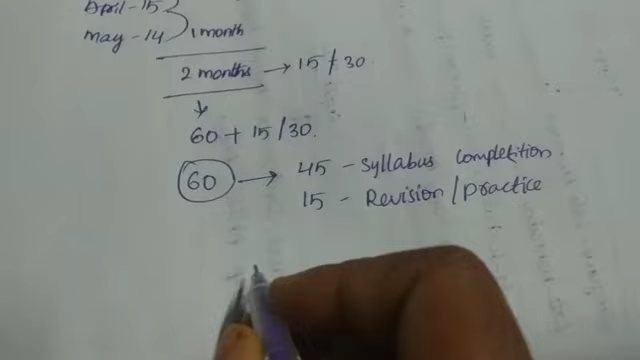 April - 15
May - 14 1 month
2 months → 15/30
↓
60 + 15/30.
60 → 45 - Syllabus completition.
15 - Revision/practice